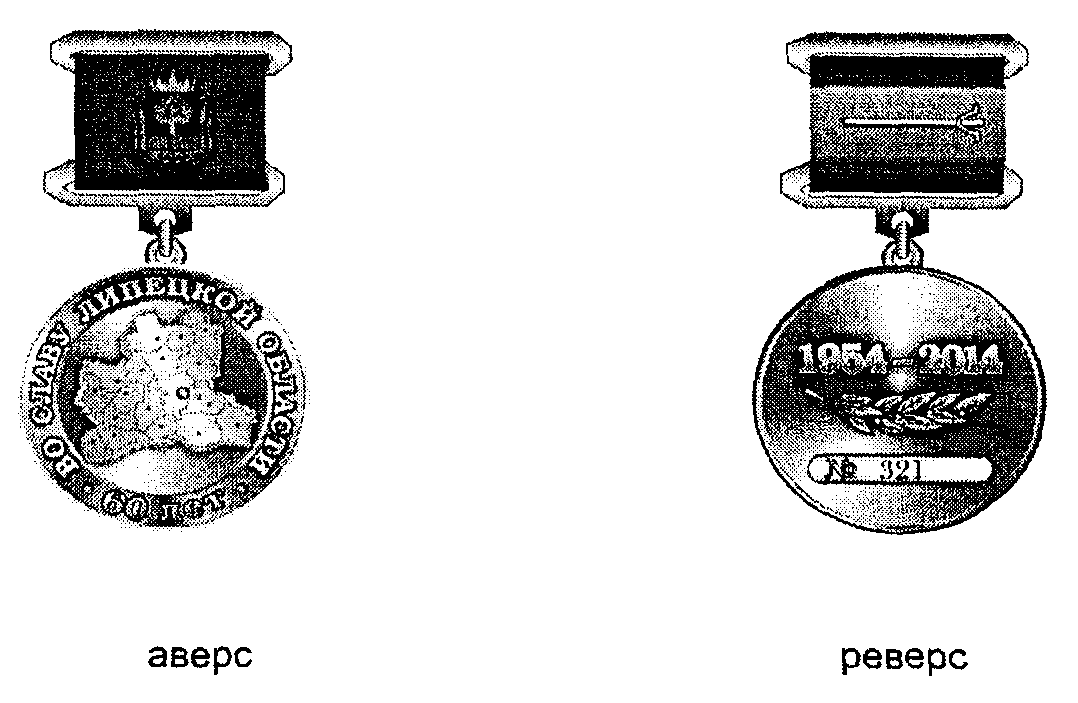 ВО СЛАВУ ЛИПЕЦКОЙ ОБЛАСТИ
• 60 лет •
1954-2014
№ 321
аверс
реверс